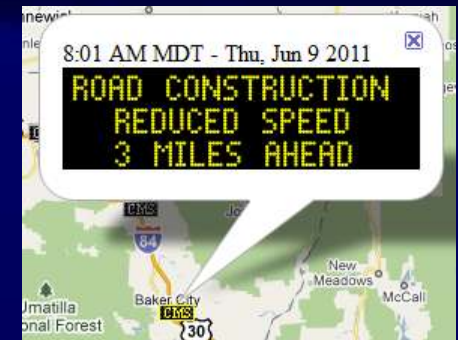 nnewic
8:01 AM MDT - Thu, Jun 9 2011
ROAD CONSTRUCTION
REDUCED SPEED
3 MILES AHEAD
CMS
84
New
Meadows
McCall
Baker City
CMS
30
Umatilla
onal Forest